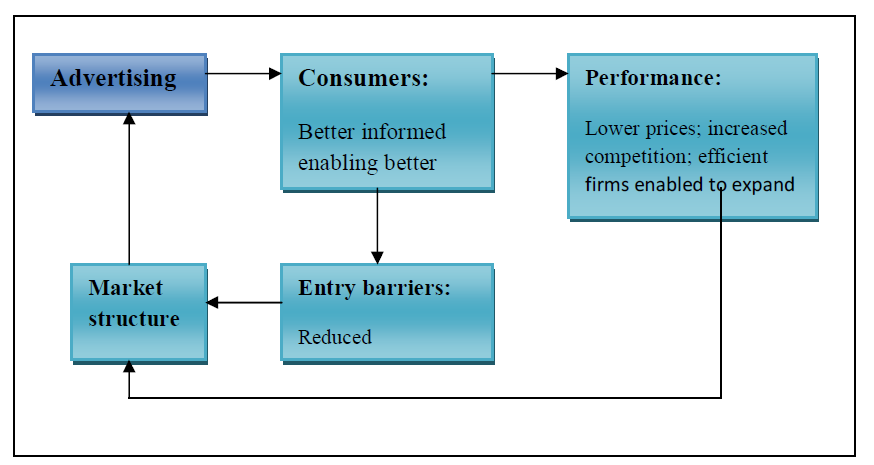 Advertising
Consumers:
Better informed
enabling better
Performance:
Lower prices; increased
competition; efficient
firms enabled to expand
Market
structure
Entry barriers:
Reduced